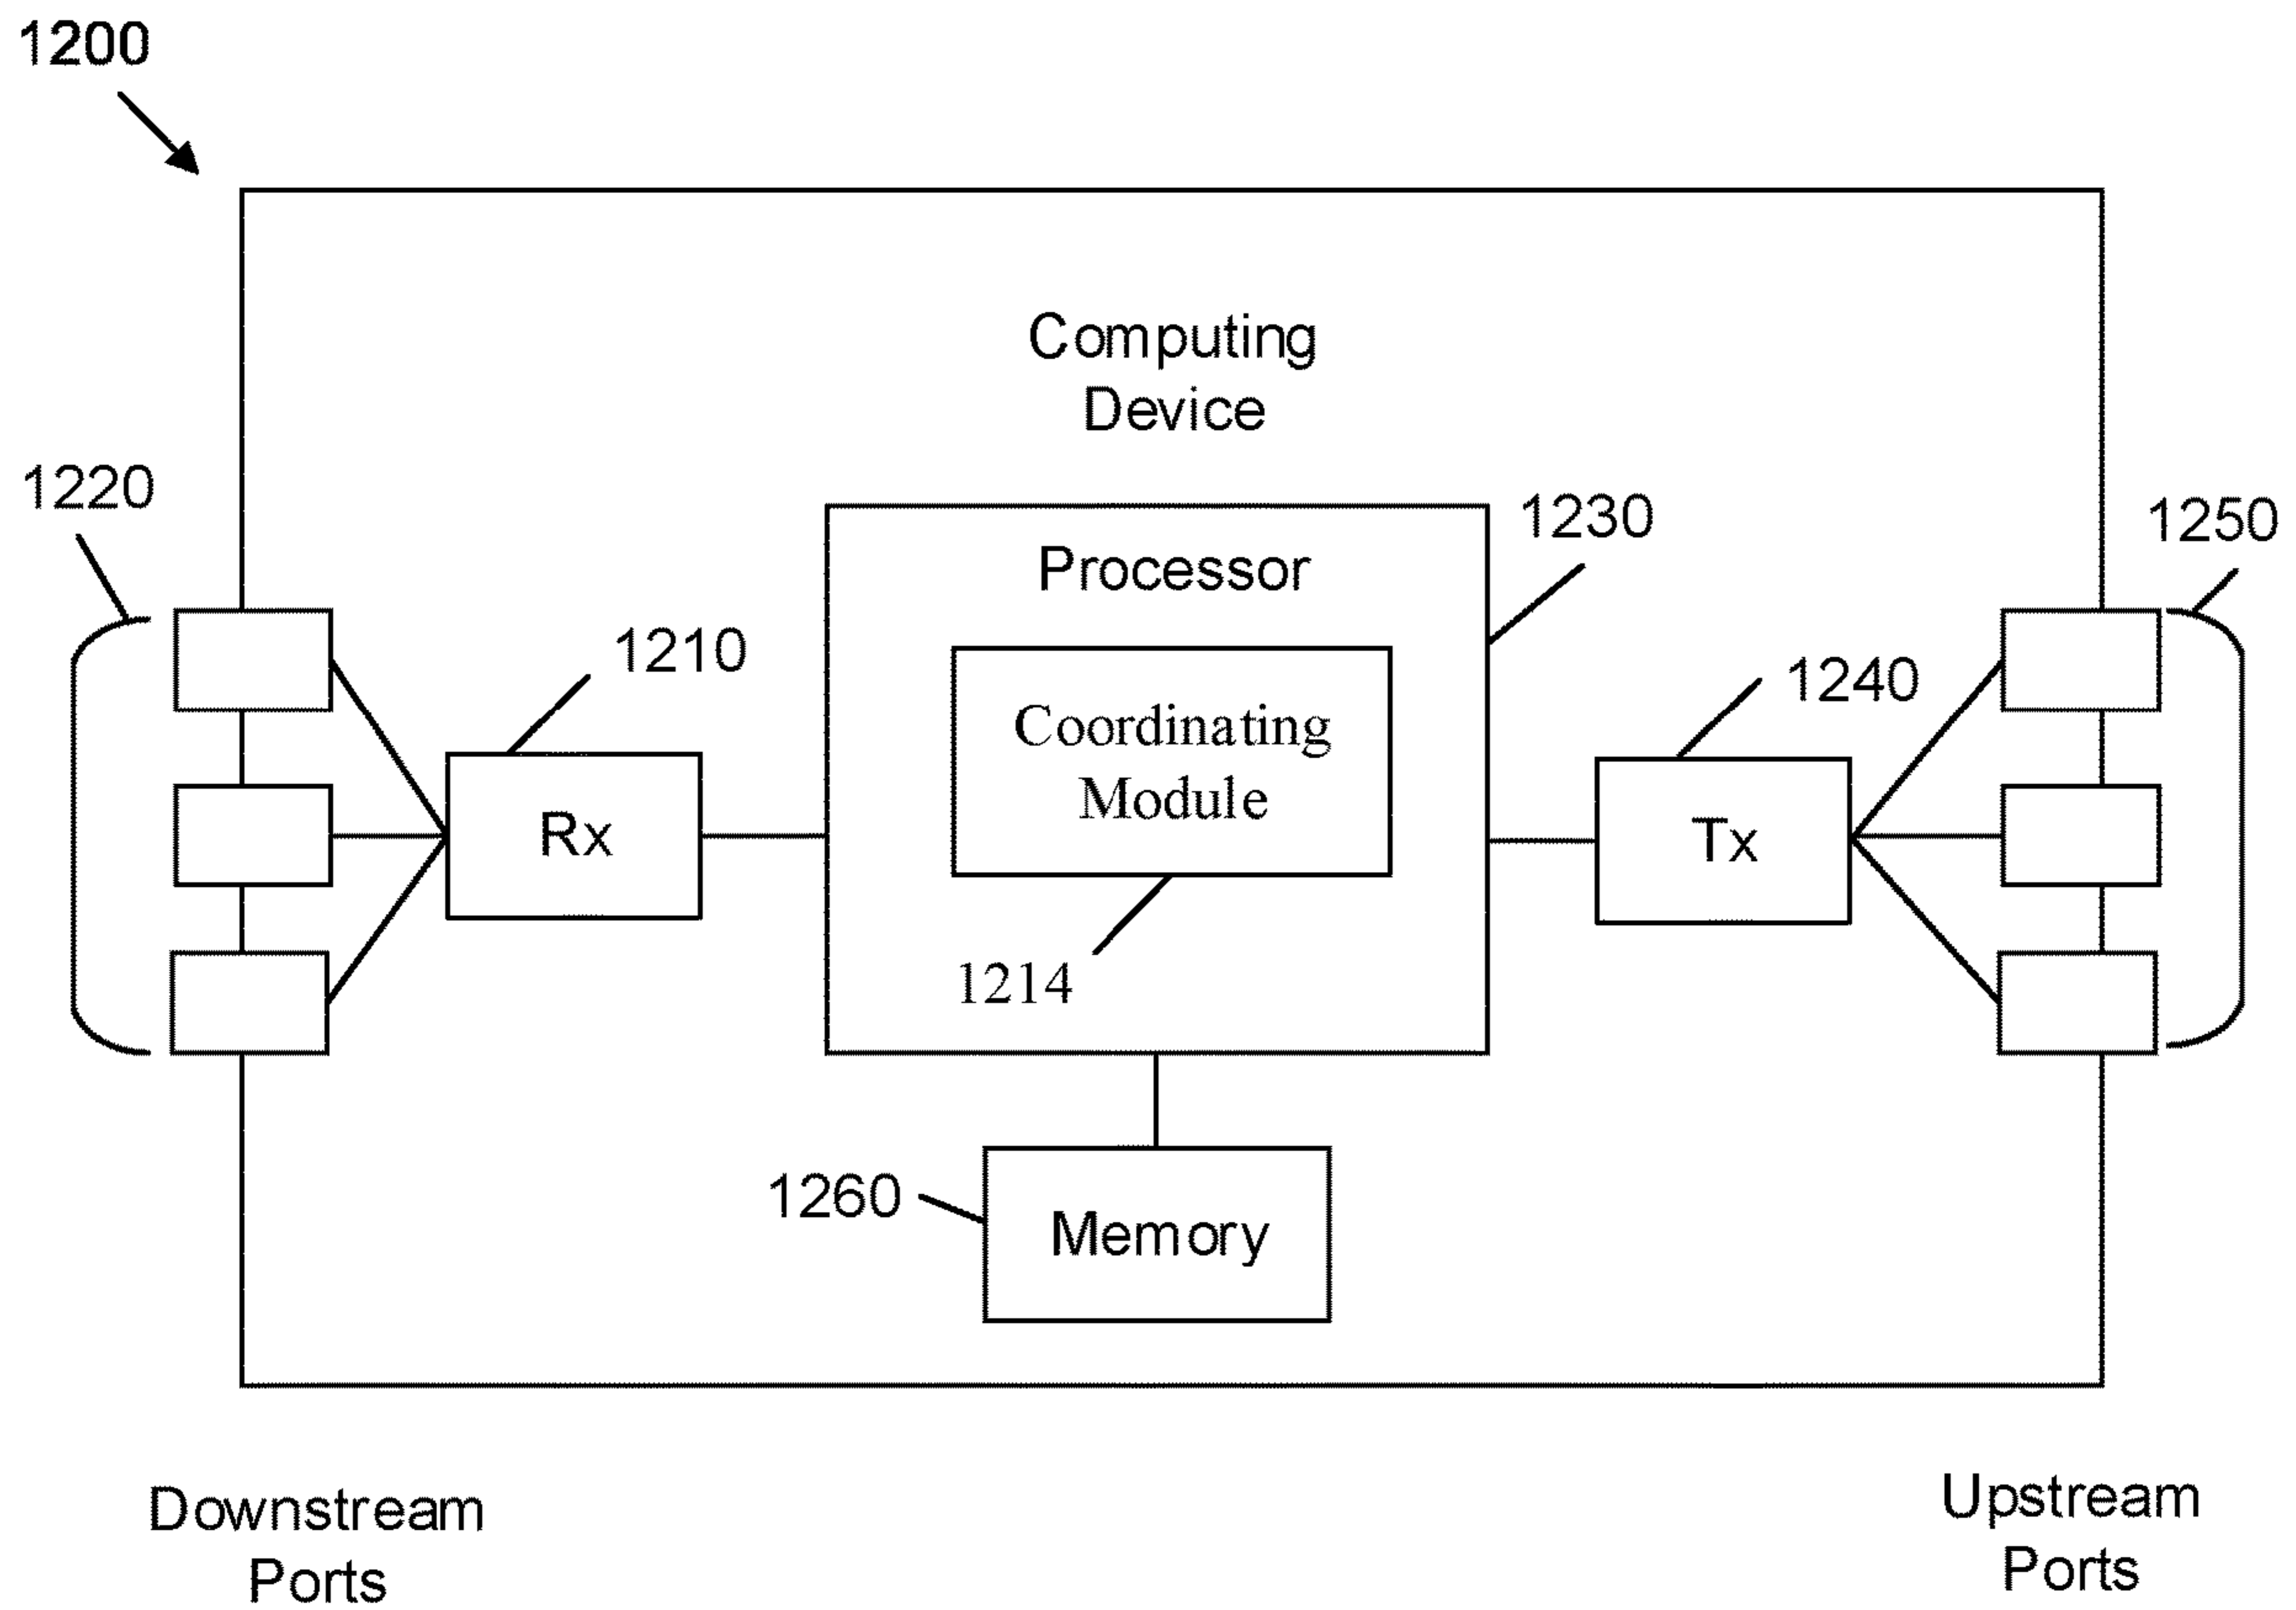 1200
Computing
Device
1220
1230
1250
Processor
1210
1240
Coordinating
Module
Rx
Tx
1214
1260
Memory
Downstream
Ports
Upstream
Ports